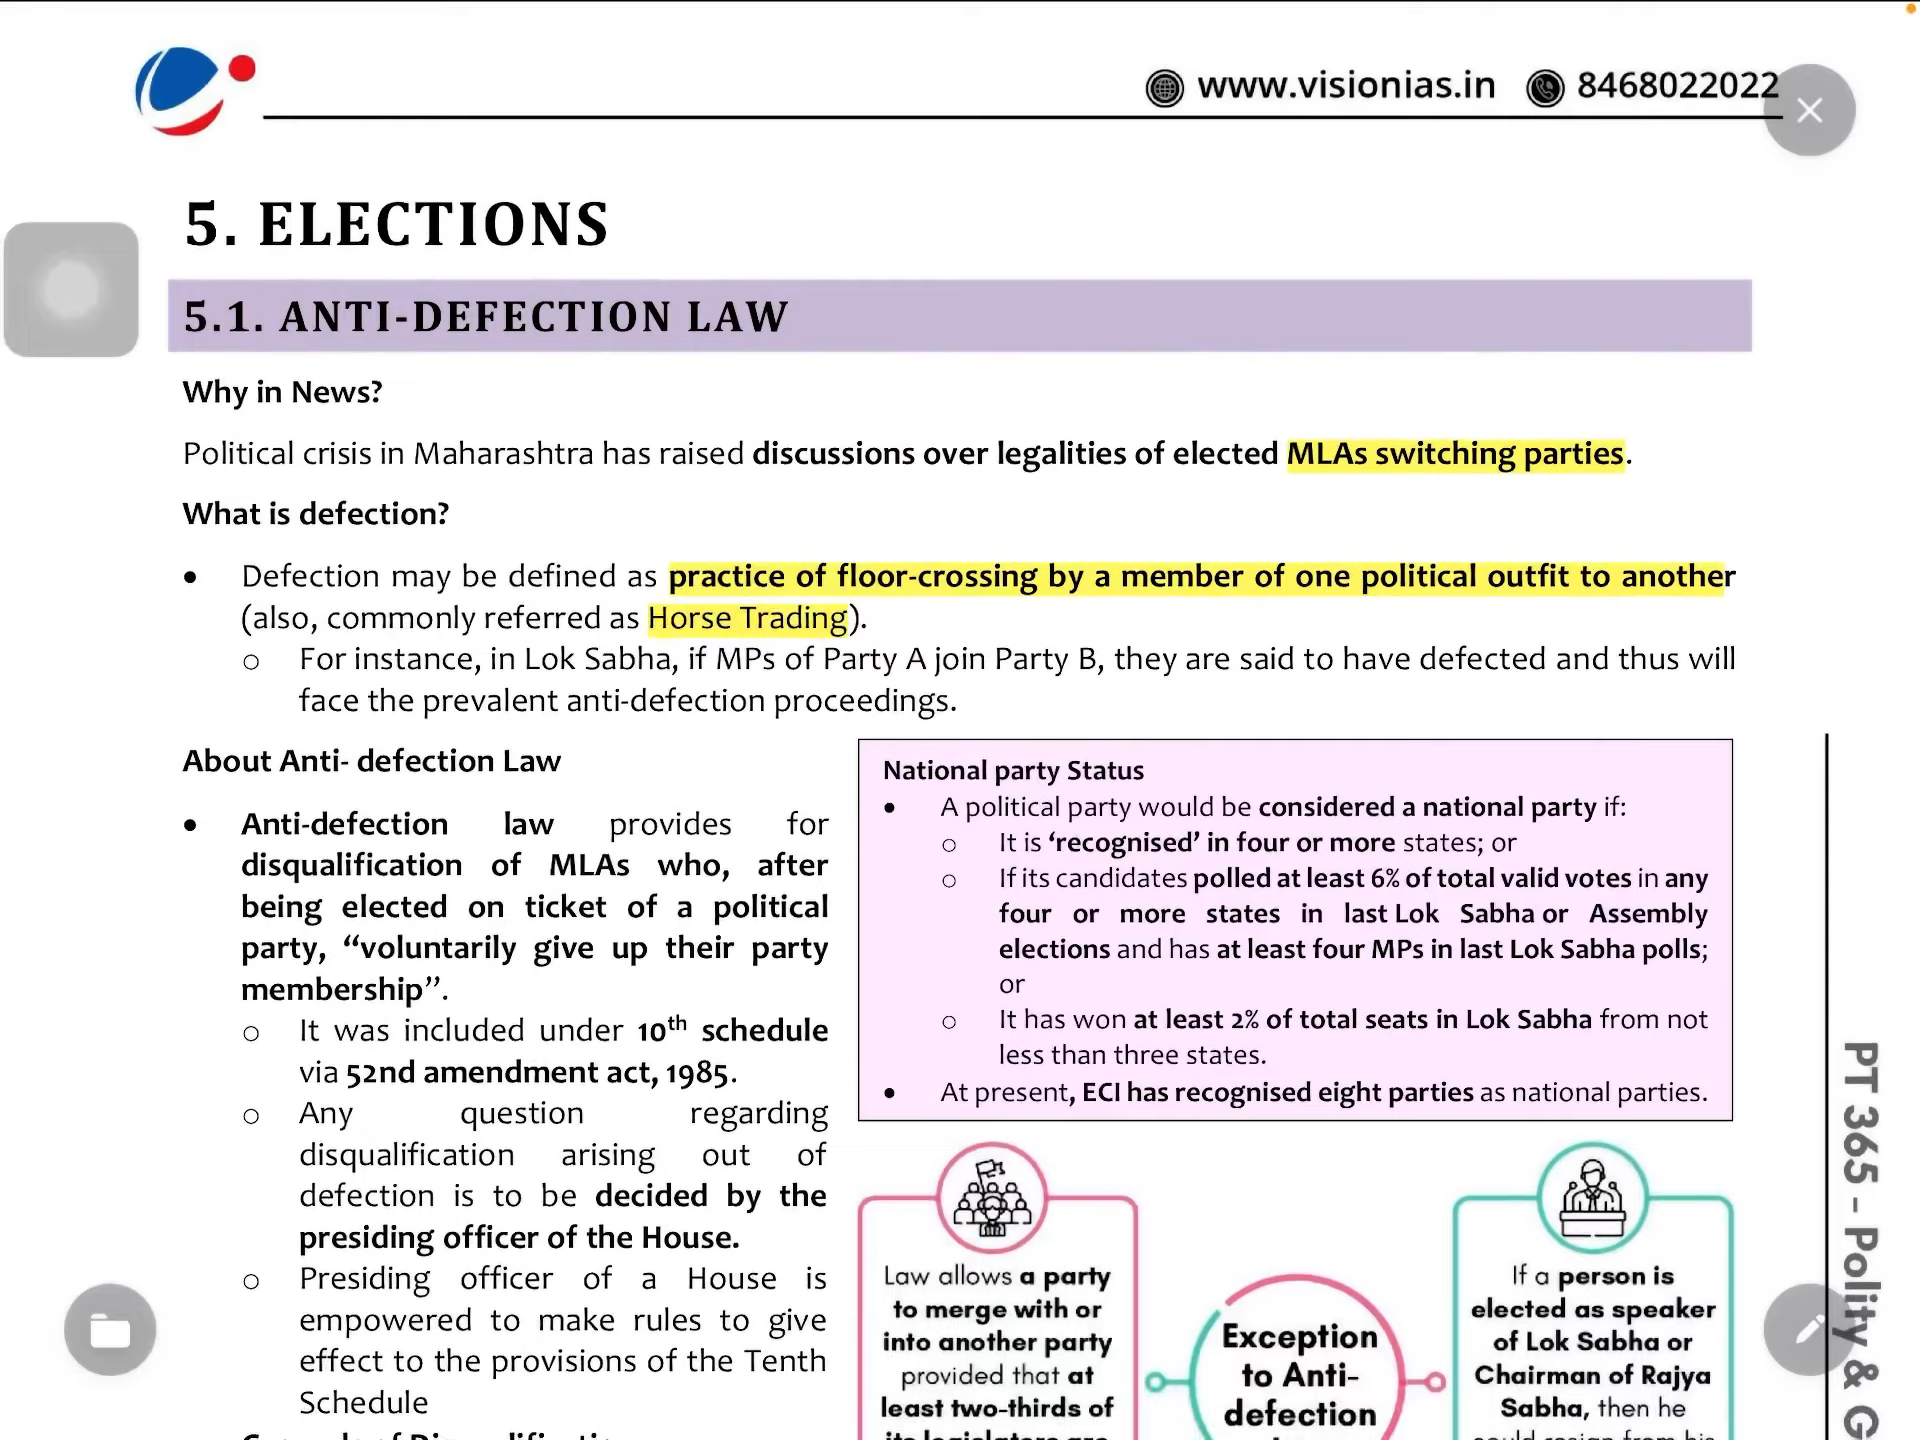 www.visionias.in 8468022022
5. ELECTIONS
5.1. ANTI-DEFECTION LAW
Why in News?
Political crisis in Maharashtra has raised discussions over legalities of elected MLAs switching parties.
What is defection?
• Defection may be defined as practice of floor-crossing by a member of one political outfit to another
(also, commonly referred as Horse Trading).
o For instance, in Lok Sabha, if MPs of Party A join Party B, they are said to have defected and thus will
face the prevalent anti-defection proceedings.
About Anti- defection Law
• Anti-defection law provides for
disqualification of MLAs who, after
being elected on ticket of a political
party, “voluntarily give up their party
membership”.
o It was included under 10th schedule
via 52nd amendment act, 1985.
o Any question regarding
disqualification arising out of
defection is to be decided by the
presiding officer of the House.
o Presiding officer of a House is
empowered to make rules to give
effect to the provisions of the Tenth
Schedule
National party Status
• A political party would be considered a national party if:
o It is ‘recognised’ in four or more states; or
o If its candidates polled at least 6% of total valid votes in any
four or more states in last Lok Sabha or Assembly
elections and has at least four MPs in last Lok Sabha polls;
or
o It has won at least 2% of total seats in Lok Sabha from not
less than three states.
• At present, ECI has recognised eight parties as national parties.
Law allows a party
to merge with or
into another party
provided that at
least two-thirds of
its legislators are
Exception
to Anti-
defection
If a person is
elected as speaker
of Lok Sabha or
Chairman of Rajya
Sabha, then he
could resign from his
PT 365 - Polity & G